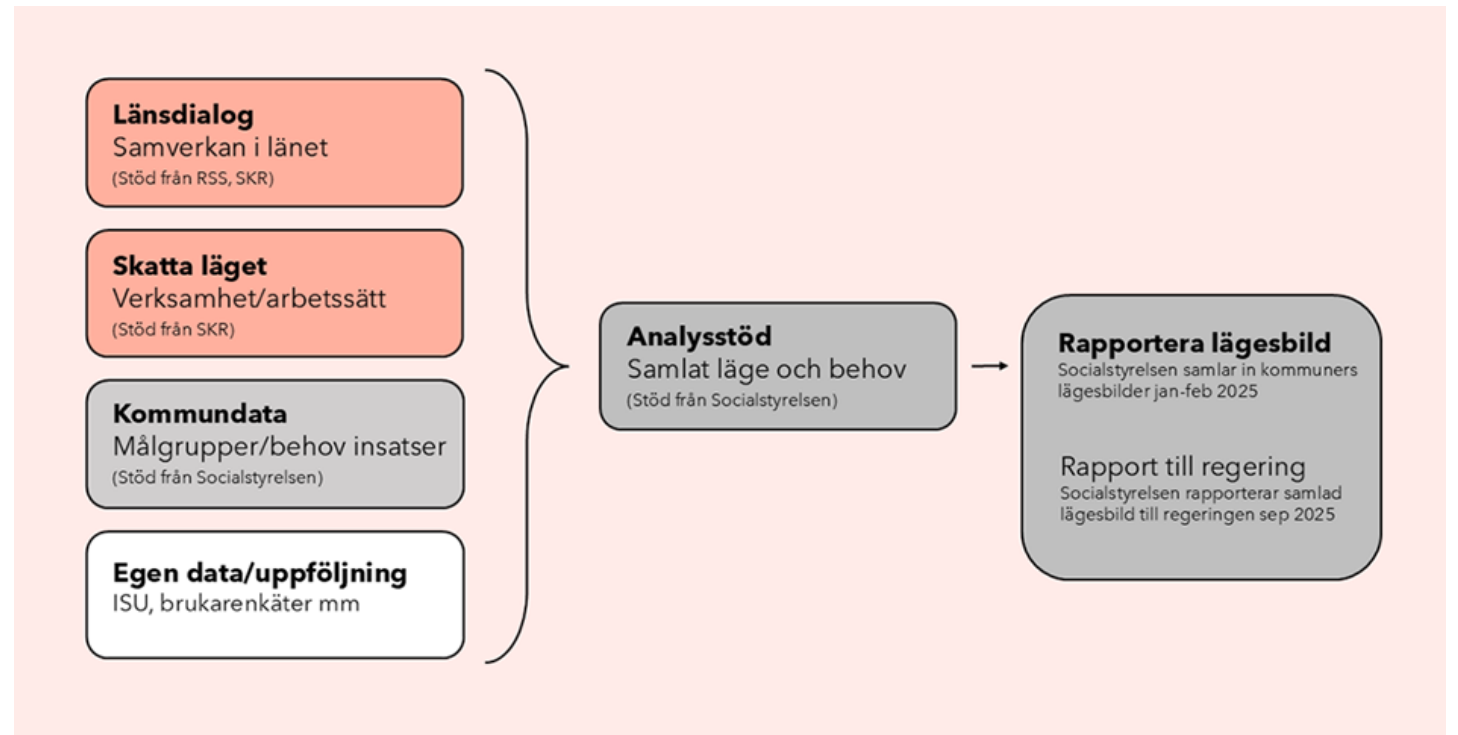 Länsdialog
Samverkan i länet
(Stöd från RSS, SKR)
Skatta läget
Verksamhet/arbetssätt
(Stöd från SKR)
Kommundata
Målgrupper/behov insatser
(Stöd från Socialstyrelsen)
Egen data/uppföljning
ISU, brukarenkäter mm
Analysstöd
Samlat läge och behov
(Stöd från Socialstyrelsen)
Rapportera lägesbild
Socialstyrelsen samlar in kommuners
lägesbilder jan-feb 2025
Rapport till regering
Socialstyrelsen rapporterar samlad
lägesbild till regeringen sep 2025